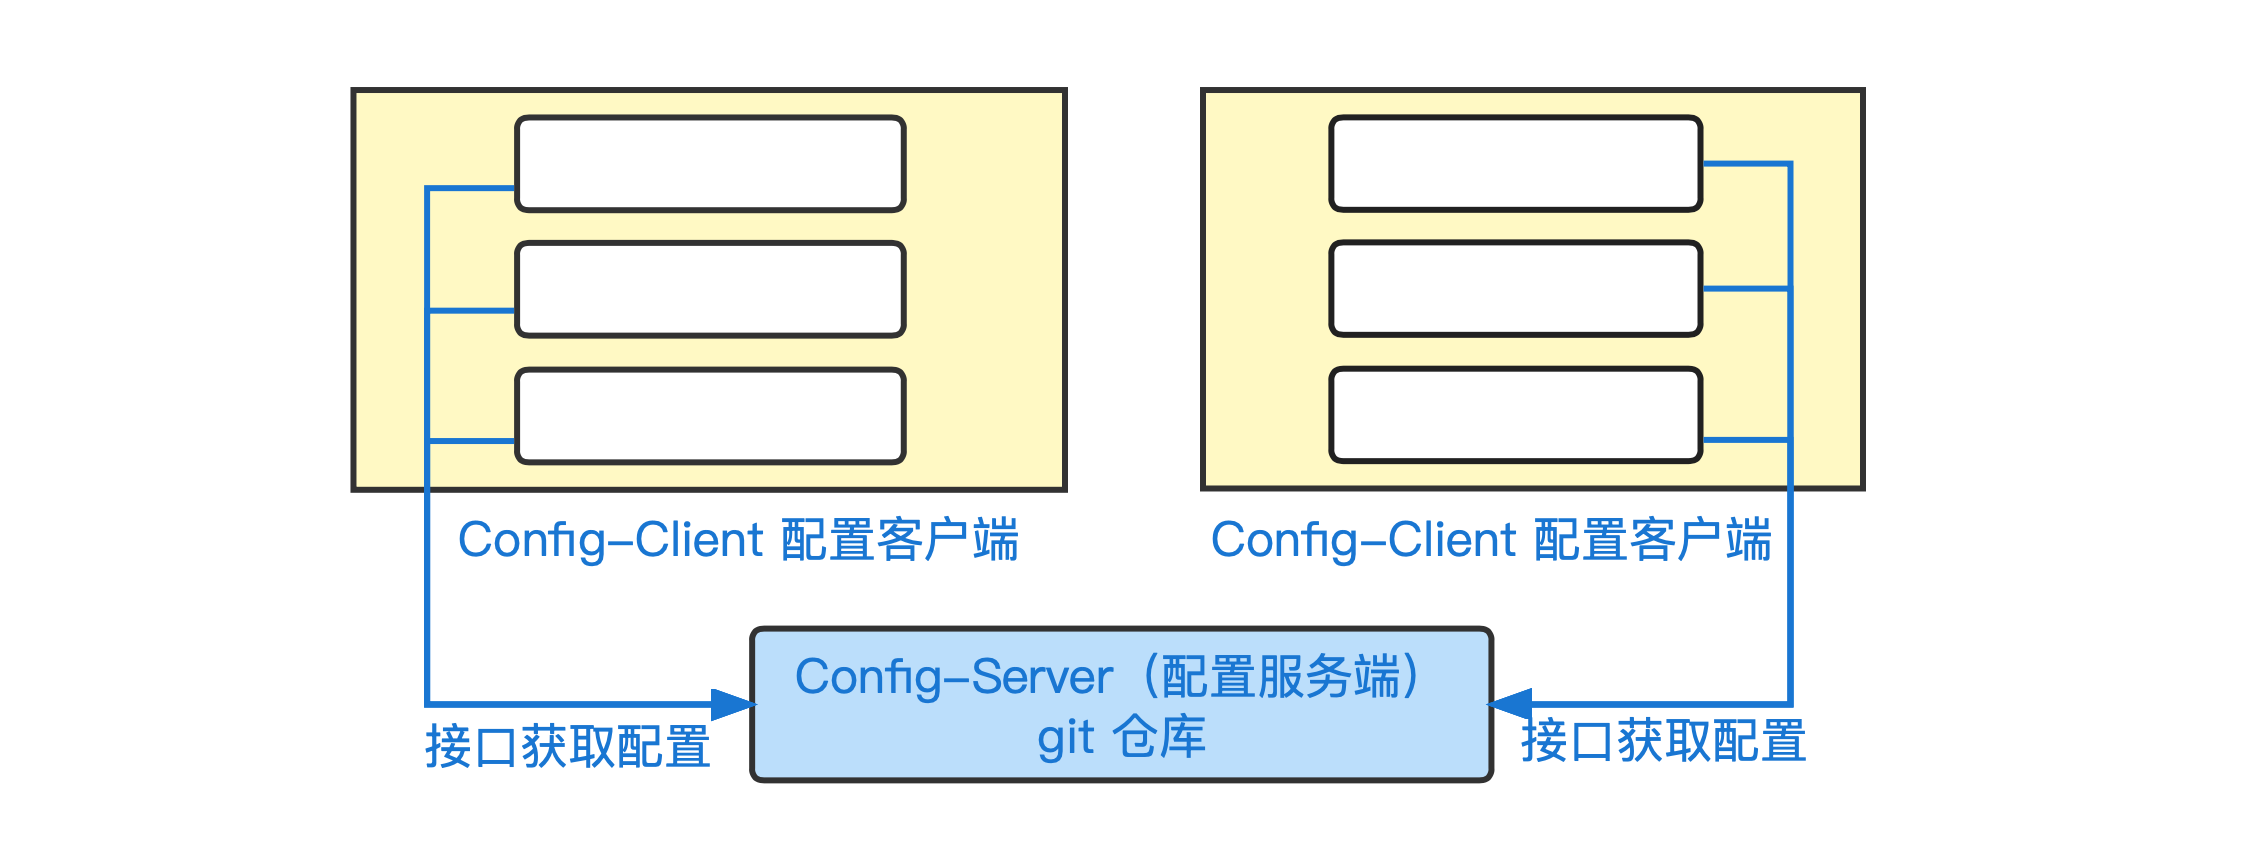 Config-Client 配置客户端
Config-Client 配置客户端
Config-Server（配置服务端）
git 仓库
接口获取配置
接口获取配置